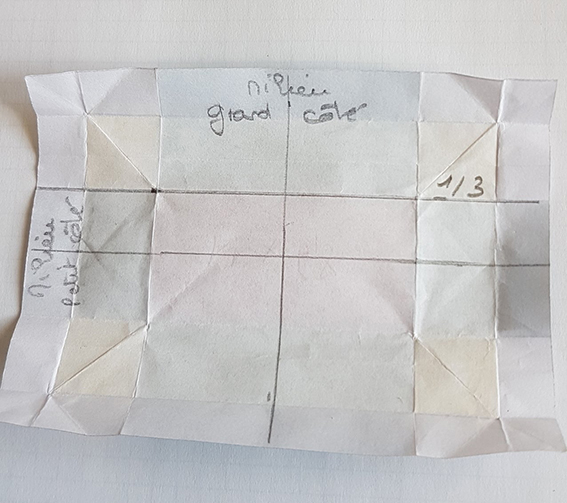 milieu
grand côté
1/3
milieu
petit côté